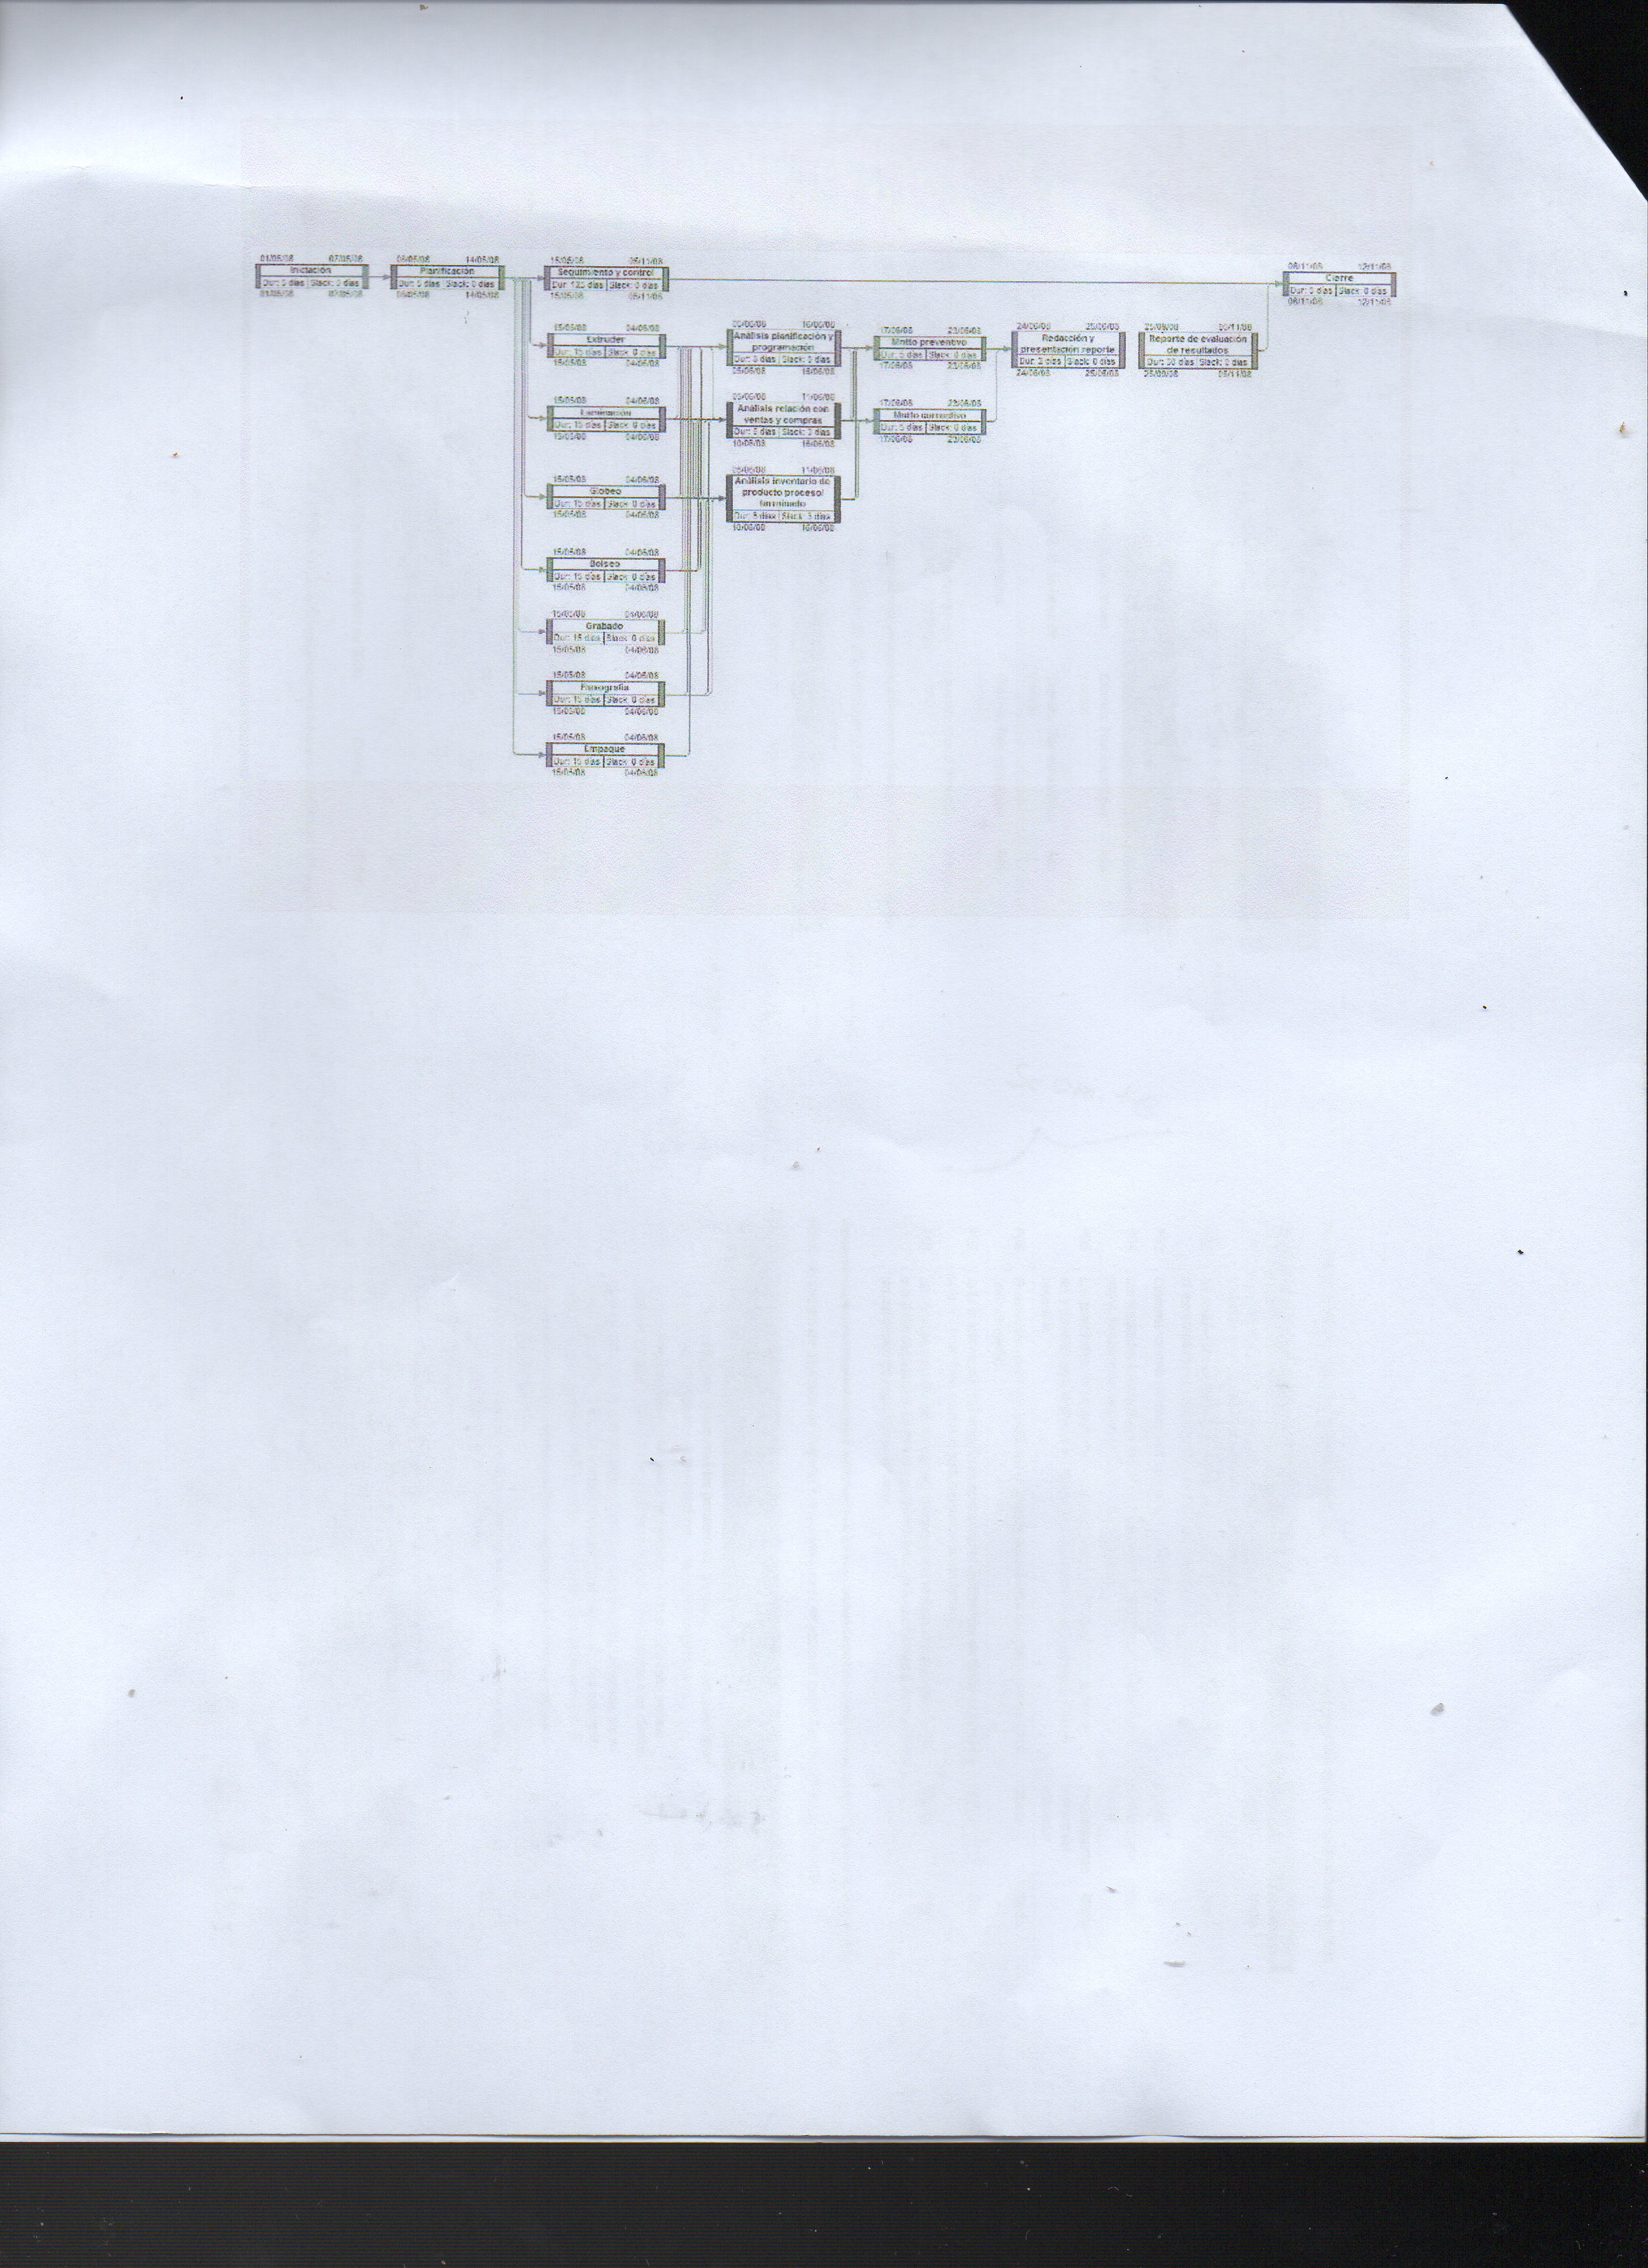 01/05/08 07/05/08
Iniciación
Dur: 5 días Slack: 0 días
01/05/08 07/05/08
14/05/08
Planificación
Dur: 5 días Slack: 0 días
14/05/08
15/05/08 05/11/08
Seguimiento y control
Dur: 125 días Slack: 0 días
15/05/08 05/11/08
06/11/08 12/11/08
Cierre
Dur: 5 días Slack: 0 días
06/11/08 12/11/08
15/05/08 04/06/08
Extruder
Dur: 15 días Slack: 0 días
15/05/08 04/06/08
05/06/08 16/06/08
Análisis planificación y
programación
Dur: 8 días Slack: 0 días
16/06/08
17/06/08 23/06/08
Mntto preventivo
Dur: 5 días Slack: 0 días
17/06/08 23/06/08
24/06/08 25/06/08
Redacción y
presentación reporte
Dur: 2 días Slack: 0 días
24/06/08 25/06/08
25/09/08 05/11/08
Reporte de evaluación
de resultados
Dur: 30 días Slack: 0 días
25/09/08 05/11/08
15/05/08 04/06/08
Laminación
Dur: 15 días Slack: 0 días
15/05/08 04/06/08
05/06/08 11/06/08
Análisis relación con
ventas y compras
Dur: 5 días Slack: 3 días
10/06/08 16/06/08
17/06/08 23/06/08
Mntto correctivo
Dur: 5 días Slack: 0 días
17/06/08 23/06/08
15/05/08 04/06/08
Globeo
Dur: 15 días Slack: 0 días
15/05/08 04/06/08
05/06/08 11/06/08
Análisis inventario de
producto proceso/
terminado
Dur: 5 días Slack: 3 días
10/06/08 16/06/08
15/05/08 04/06/08
Bolseo
Dur: 15 días Slack: 0 días
15/05/08 04/06/08
15/05/08 04/06/08
Grabado
Dur: 15 días Slack: 0 días
15/05/08 04/06/08
15/05/08 04/06/08
Flexografía
Dur: 15 días Slack: 0 días
15/05/08 04/06/08
15/05/08 04/06/08
Empaque
Dur: 15 días Slack: 0 días
15/05/08 04/06/08